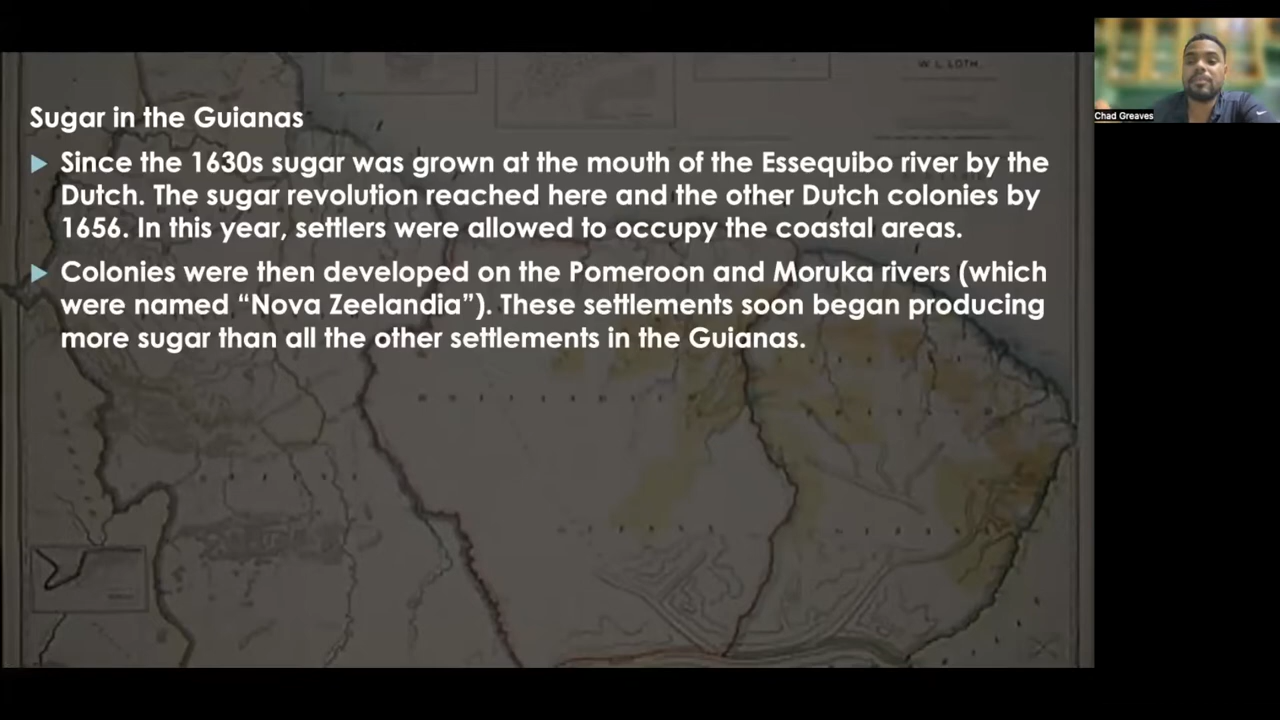 W. L. LOTH.
Chad Greaves
Sugar in the Guianas
Since the 1630s sugar was grown at the mouth of the Essequibo river by the
Dutch. The sugar revolution reached here and the other Dutch colonies by
1656. In this year, settlers were allowed to occupy the coastal areas.
Colonies were then developed on the Pomeroon and Moruka rivers (which
were named “Nova Zeelandia”). These settlements soon began producing
more sugar than all the other settlements in the Guianas.